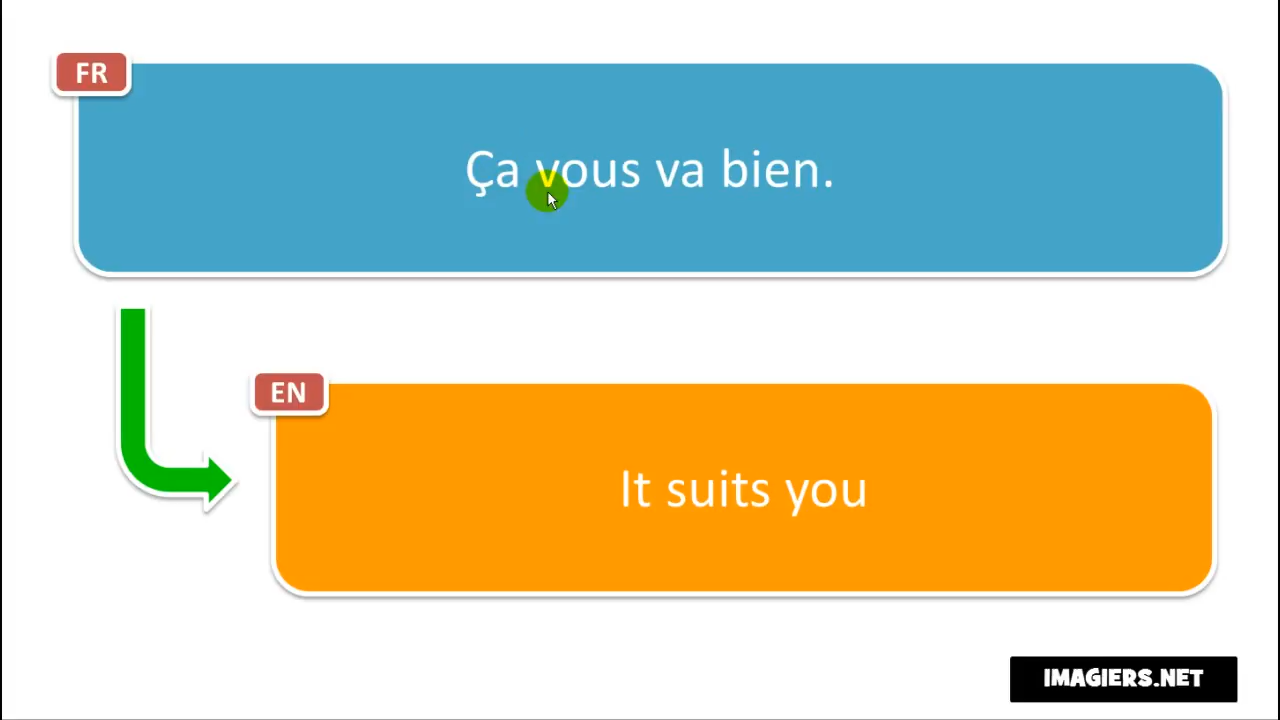 FR
Ça vous va bien.
EN
It suits you
IMAGIERS.NET